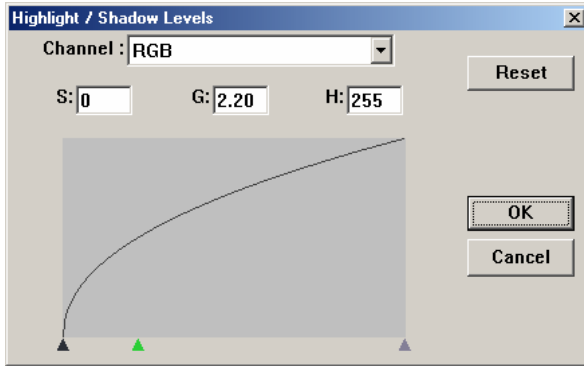 Highlight / Shadow Levels
Channel : RGB
Reset
S: 0 G: 2.20 H: 255
OK
Cancel